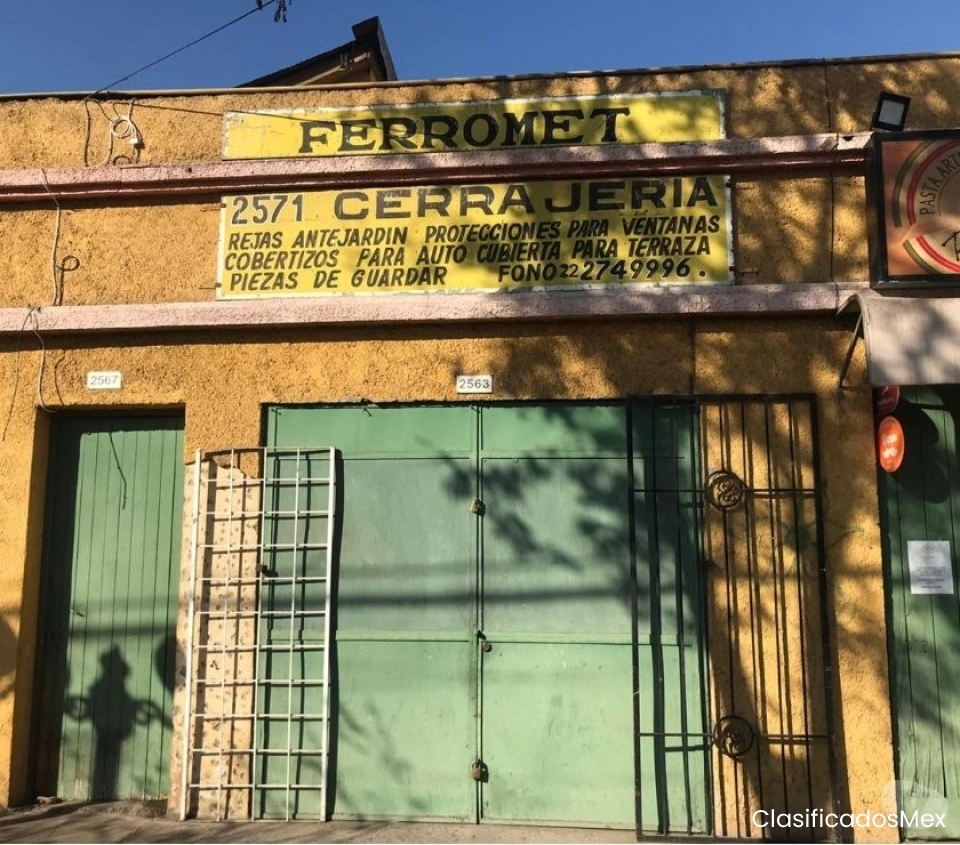 FERROMET
2571 CERRAJERIA
REJAS ANTEJARDIN PROTECCIONES PARA VENTANAS
COBERTIZOS PARA AUTO CUBIERTA PARA TERRAZA
PIEZAS DE GUARDAR FONO 22 2749996.
PASTA
2567
2563
ClasificadosMex